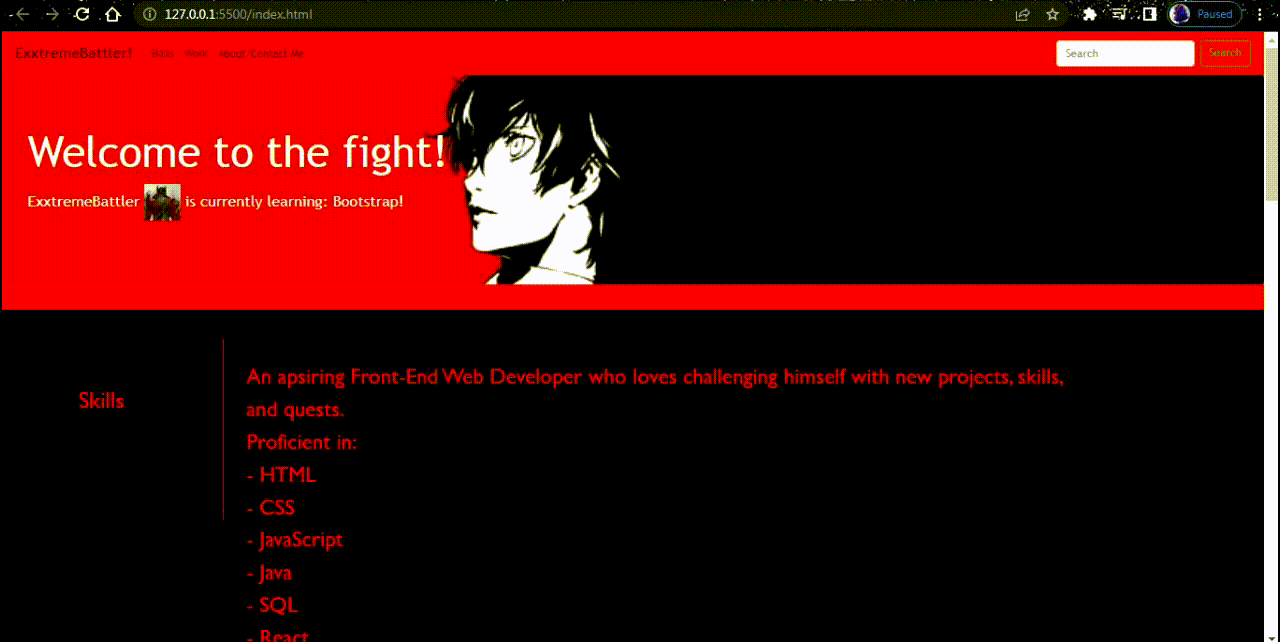 127.0.0.1:5500/index.html
Paused
ExxtremeBattler! Skills Work About/Contact Me
Search
Search
Welcome to the fight!
ExxtremeBattler is currently learning: Bootstrap!
Skills
An apsiring Front-End Web Developer who loves challenging himself with new projects, skills,
and quests.
Proficient in:
- HTML
- CSS
- JavaScript
- Java
- SQL
- React